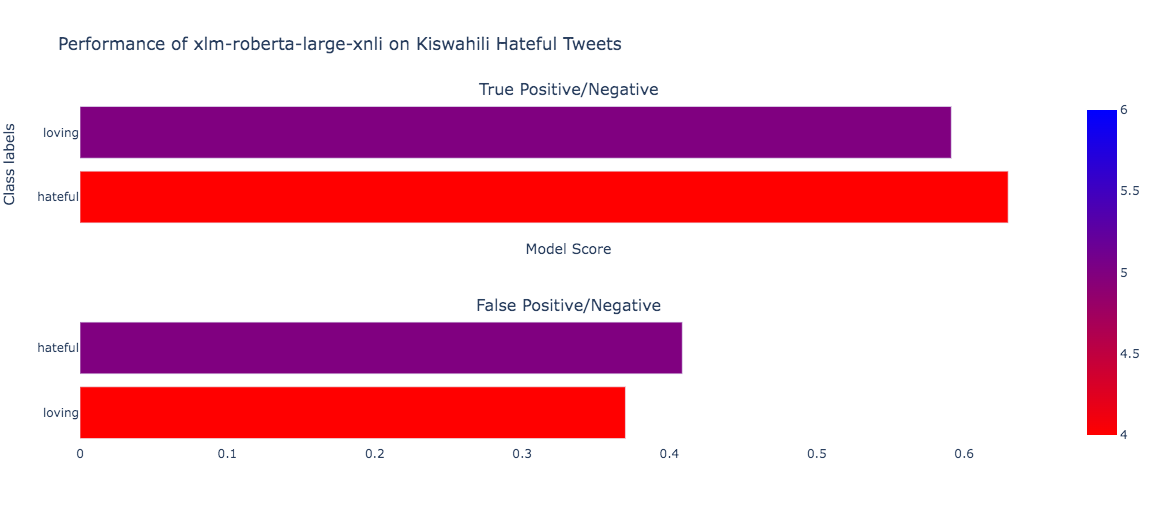 Performance of xlm-roberta-large-xnli on Kiswahili Hateful Tweets
True Positive/Negative
Class labels
loving
hateful
Model Score
False Positive/Negative
hateful
loving
0 0.1 0.2 0.3 0.4 0.5 0.6
6
5.5
5
4.5
4